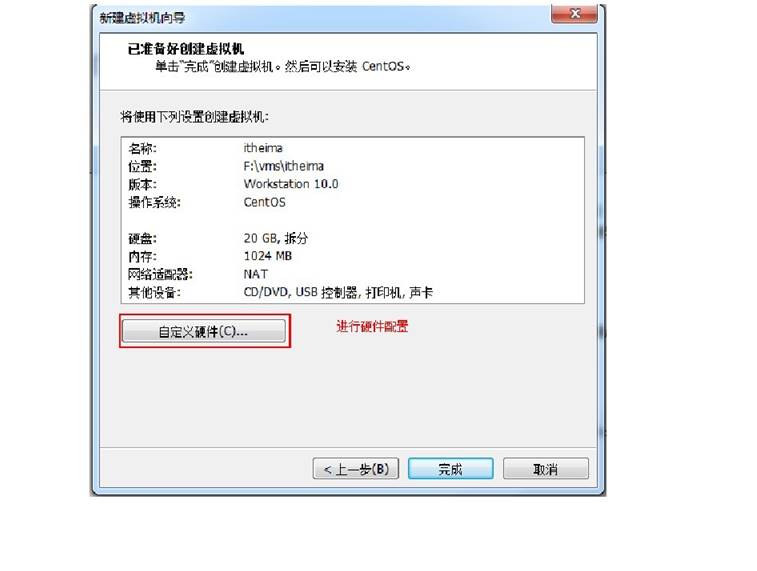 新建虚拟机向导
已准备好创建虚拟机
单击“完成”创建虚拟机。然后可以安装 CentOS。
将使用下列设置创建虚拟机:
名称: itheima
位置: F:\vms\itheima
版本: Workstation 10.0
操作系统: CentOS
硬盘: 20 GB, 拆分
内存: 1024 MB
网络适配器: NAT
其他设备: CD/DVD, USB 控制器, 打印机, 声卡
自定义硬件(C)... 进行硬件配置
< 上一步(B) 完成 取消